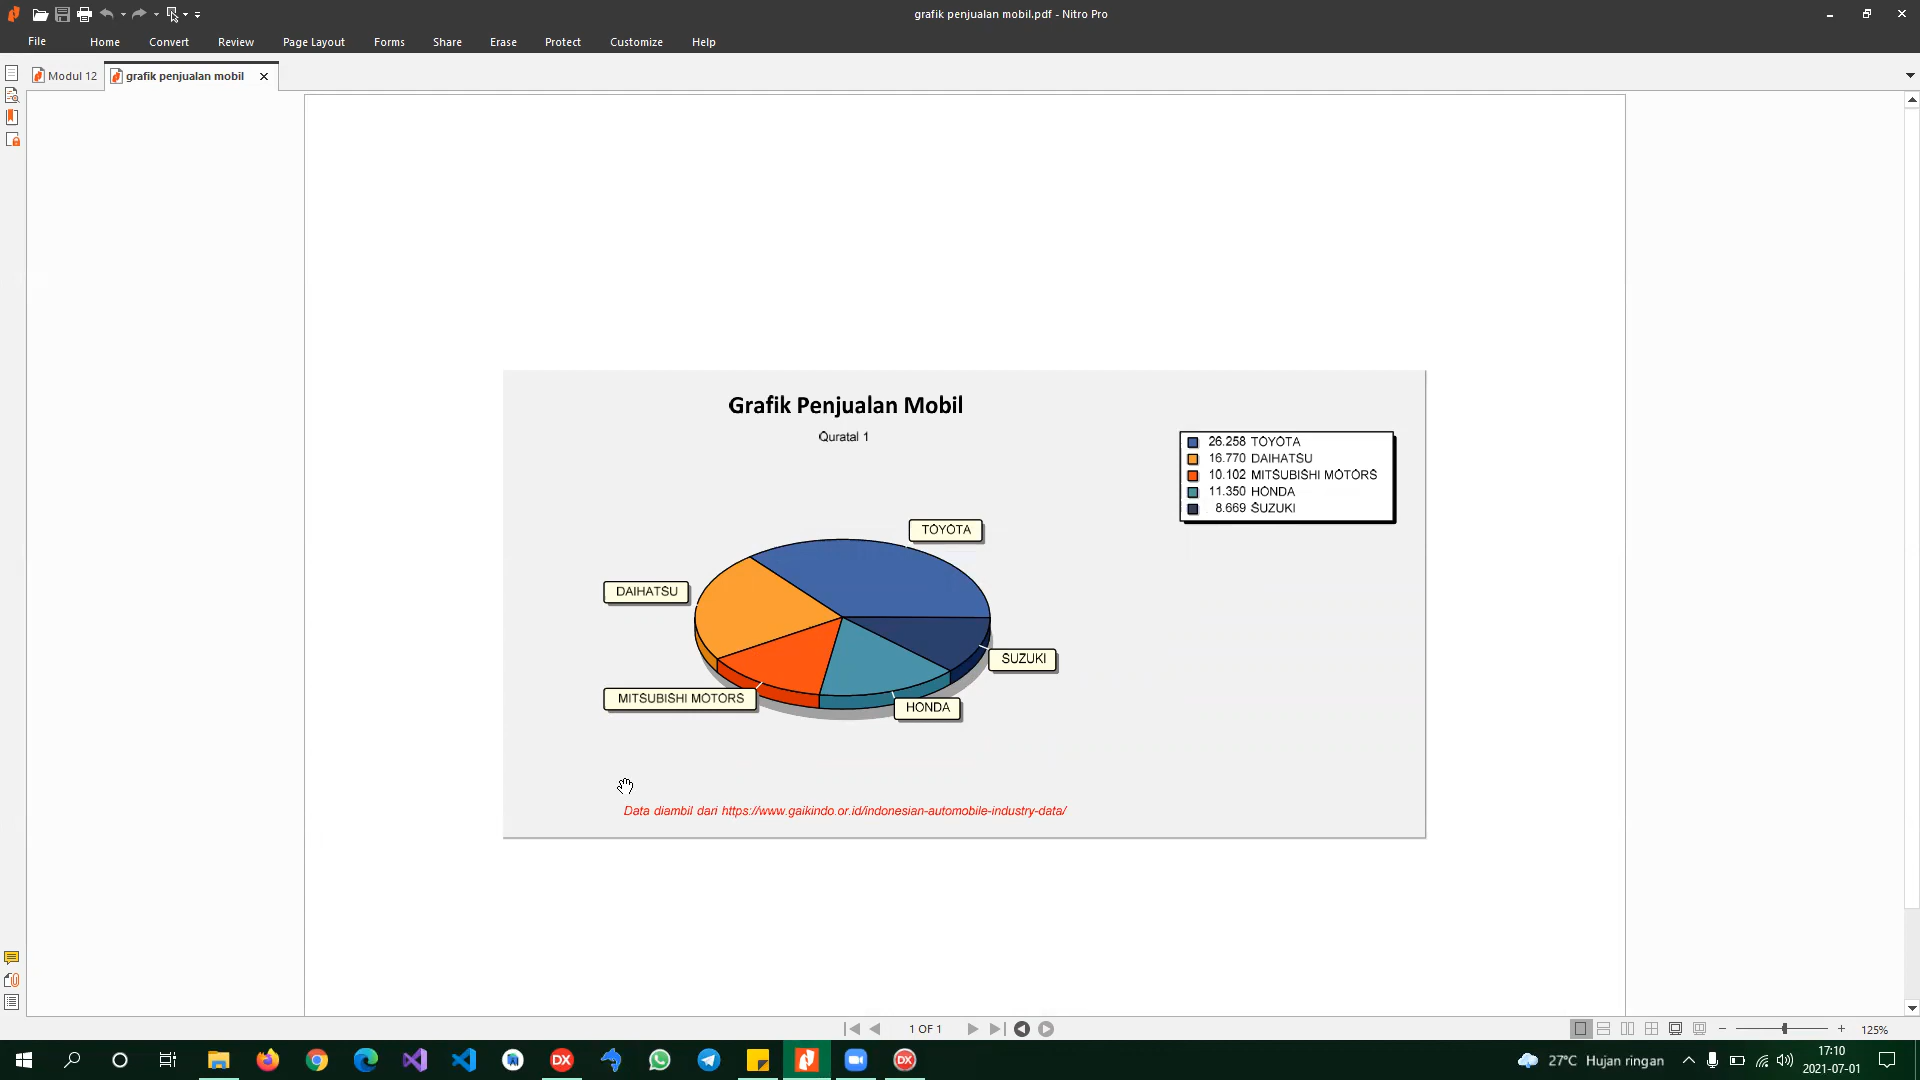 grafik penjualan mobil.pdf - Nitro Pro
File Home Convert Review Page Layout Forms Share Erase Protect Customize Help
Modul 12 grafik penjualan mobil
Grafik Penjualan Mobil
Quratal 1
26.258 TOYOTA
16.770 DAIHATSU
10.102 MITSUBISHI MOTORS
11.350 HONDA
8.669 SUZUKI
TOYOTA
DAIHATSU
SUZUKI
MITSUBISHI MOTORS
HONDA
Data diambil dari https://www.gaikindo.or.id/indonesian-automobile-industry-data/
1 OF 1
125%
DX
DX
27°C Hujan ringan
17:10
2021-07-01